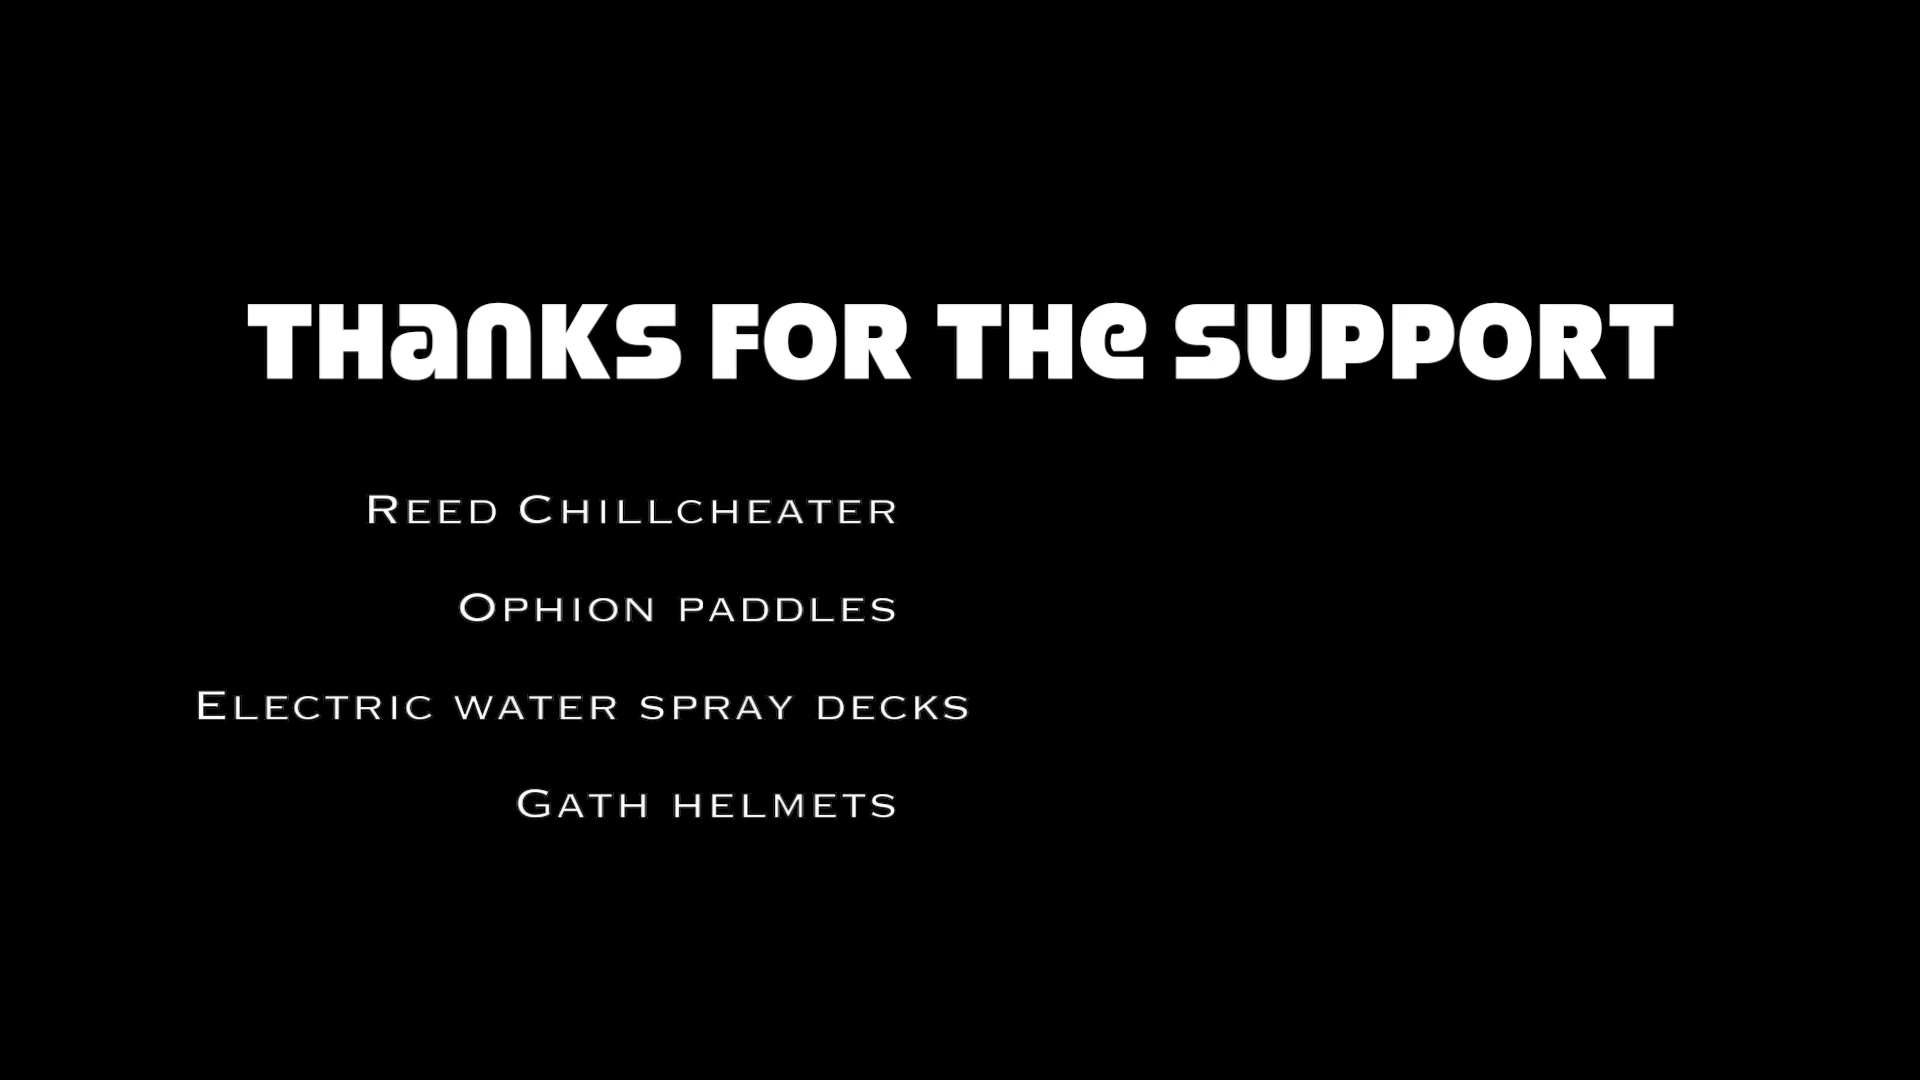 THaNKS FOR THe SUPPORT
Reed Chillcheater
Ophion paddles
Electric water spray decks
Gath helmets